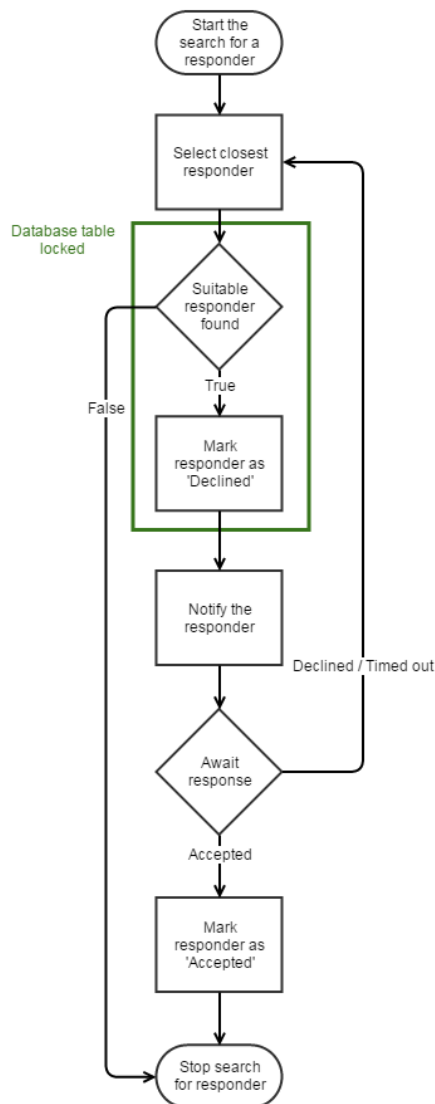 Start the
search for a
responder
Select closest
responder
Database table
locked
Suitable
responder
found
True
False
Mark
responder as
'Declined'
Notify the
responder
Declined / Timed out
Await
response
Accepted
Mark
responder as
'Accepted'
Stop search
for responder